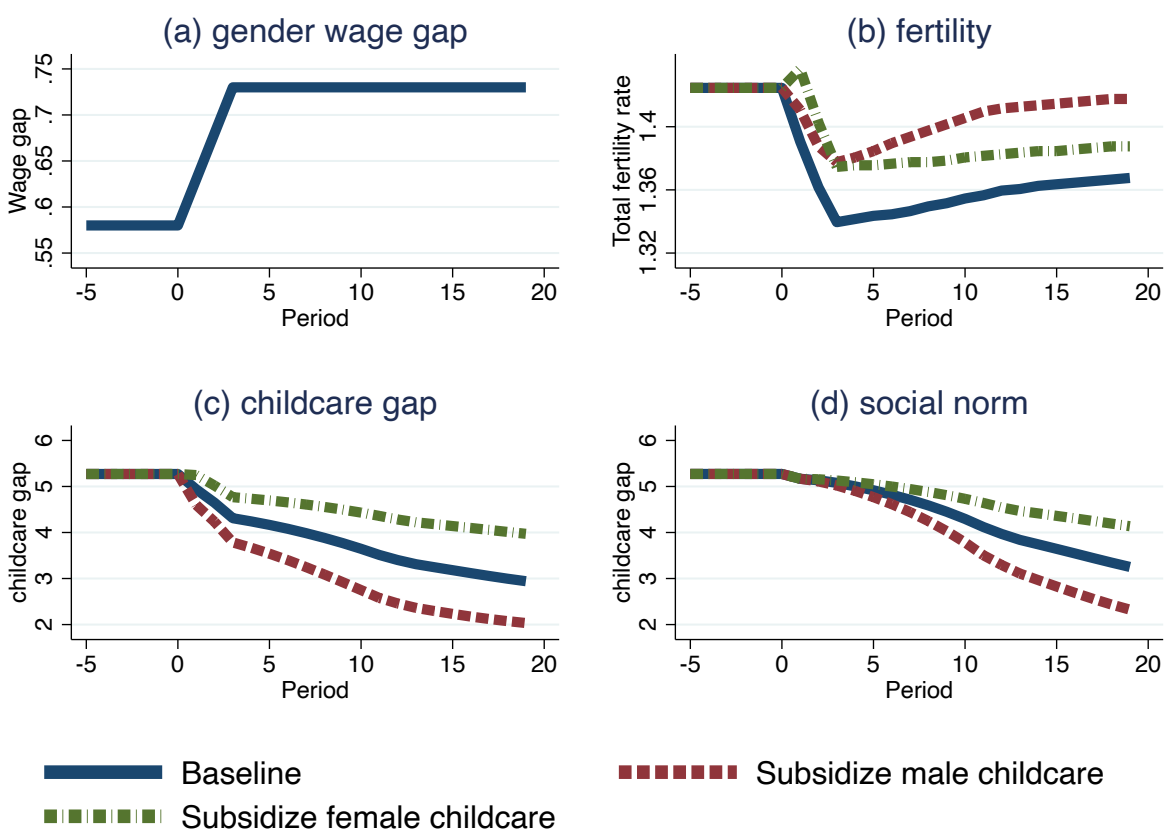 (a) gender wage gap
Wage gap
.75
.7
.65
.6
.55
-5 0 5 10 15 20
Period
(b) fertility
Total fertility rate
1.4
1.36
1.32
-5 0 5 10 15 20
Period
(c) childcare gap
childcare gap
6
5
4
3
2
-5 0 5 10 15 20
Period
(d) social norm
childcare gap
6
5
4
3
2
-5 0 5 10 15 20
Period
Baseline
Subsidize male childcare
Subsidize female childcare